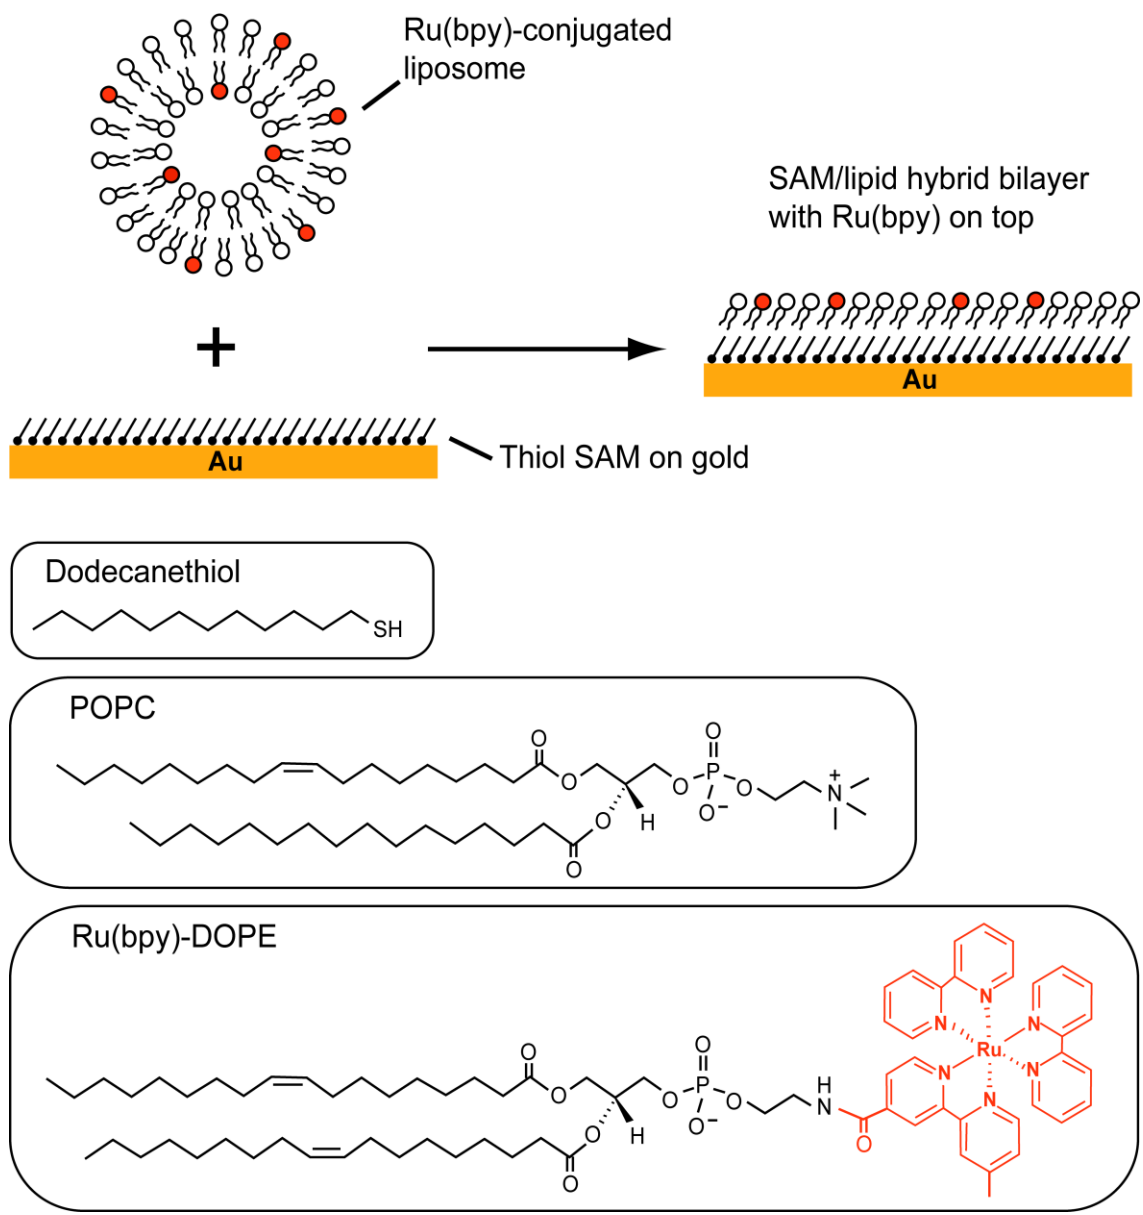 Ru(bpy)-conjugated
liposome
SAM/lipid hybrid bilayer
with Ru(bpy) on top
+
Au
Au
Thiol SAM on gold
Dodecanethiol
SH
POPC
O
O
O
O
P
O
O−
N
+
O
H
O
Ru(bpy)-DOPE
O
O
O
O
P
O
O−
H
N
O
O
H
O
N
N
N
N
N
N
Ru